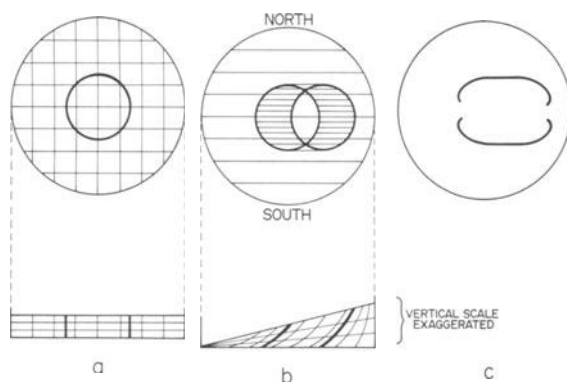 NORTH
SOUTH
VERTICAL SCALE
EXAGGERATED
a
b
c